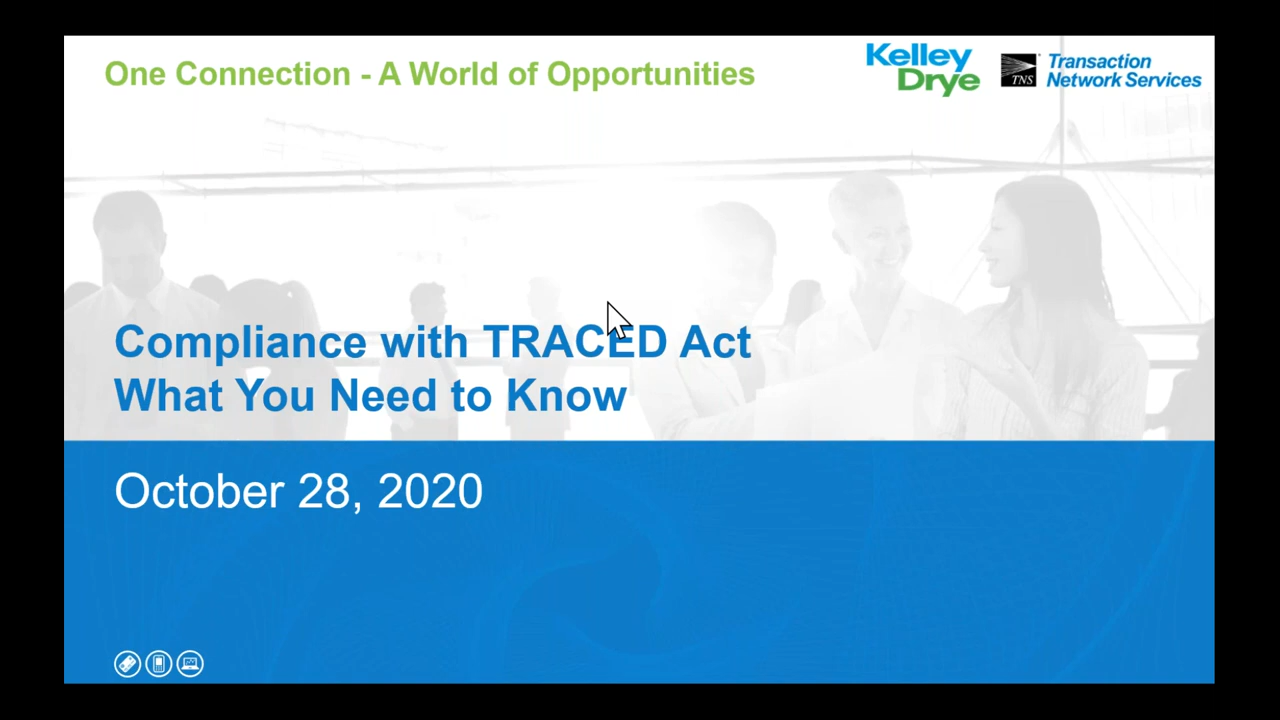 One Connection - A World of Opportunities
Kelley
Drye
TNS
Transaction
Network Services
Compliance with TRACED Act
What You Need to Know
October 28, 2020